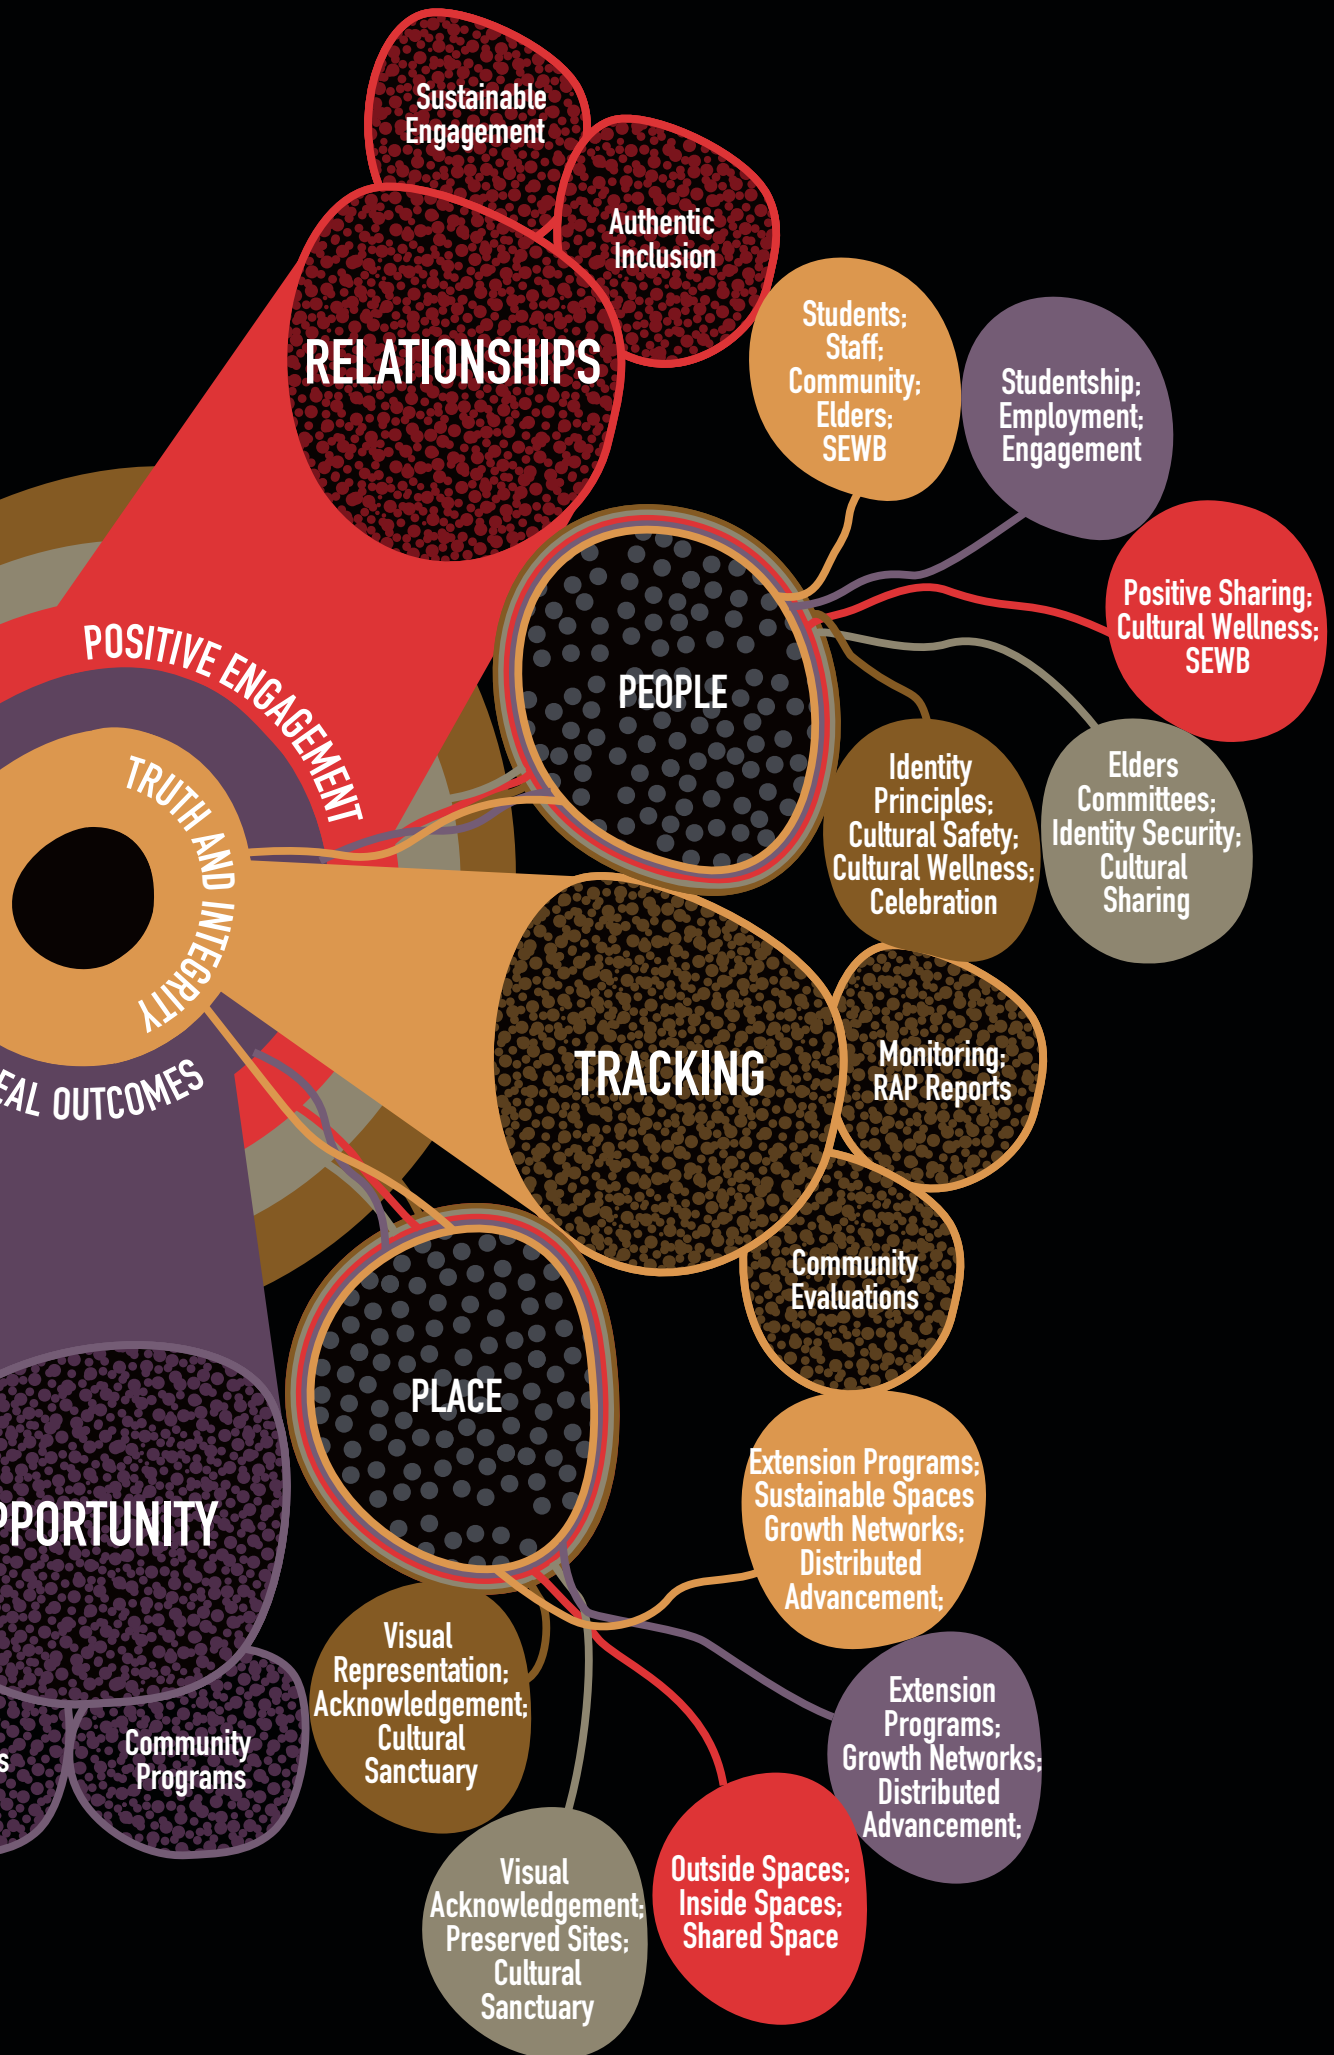 Sustainable
Engagement
Authentic
Inclusion
RELATIONSHIPS
Students;
Staff;
Community;
Elders;
SEWB
Studentship;
Employment;
Engagement
Positive Sharing;
Cultural Wellness;
SEWB
POSITIVE ENGAGEMENT
PEOPLE
TRUTH AND INTEGRITY
Identity
Principles;
Cultural Safety;
Cultural Wellness;
Celebration
Elders
Committees;
Identity Security;
Cultural
Sharing
TRACKING
Monitoring;
RAP Reports
EAL OUTCOMES
Community
Evaluations
PLACE
Extension Programs;
Sustainable Spaces
Growth Networks;
Distributed
Advancement;
PPORTUNITY
Visual
Representation;
Acknowledgement;
Cultural
Sanctuary
Extension
Programs;
Growth Networks;
Distributed
Advancement;
s
Community
Programs
Visual
Acknowledgement;
Preserved Sites;
Cultural
Sanctuary
Outside Spaces;
Inside Spaces;
Shared Space